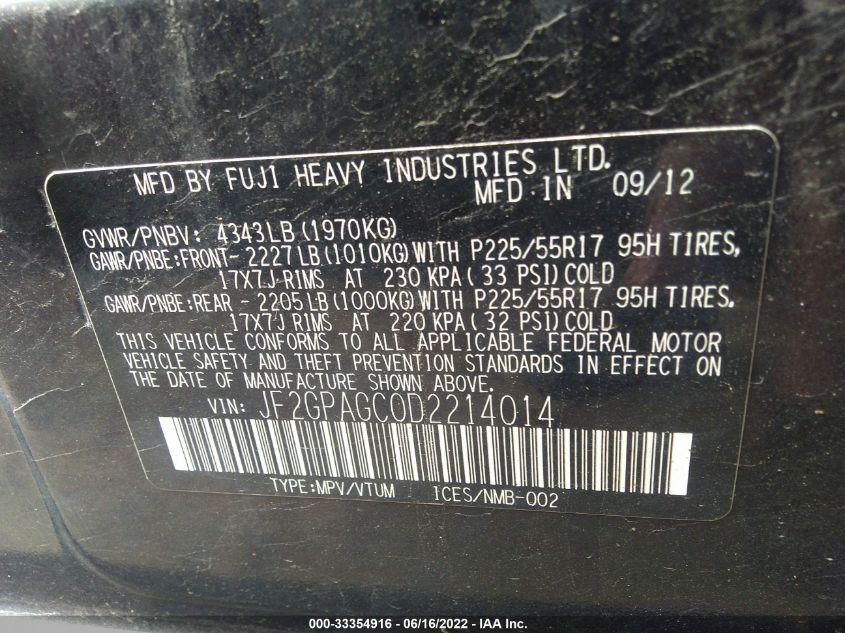 MFD BY FUJI HEAVY INDUSTRIES LTD.
MFD IN 09/12
GVWR/PNBV: 4343LB (1970KG)
GAWR/PNBE:FRONT- 2227LB (1010KG) WITH P225/55R17 95H TIRES,
17X7J RIMS AT 230 KPA ( 33 PSI) COLD
GAWR/PNBE:REAR - 2205LB (1000KG) WITH P225/55R17 95H TIRES.
17X7J RIMS AT 220 KPA ( 32 PSI) COLD
THIS VEHICLE CONFORMS TO ALL APPLICABLE FEDERAL MOTOR
VEHICLE SAFETY AND THEFT PREVENTION STANDARDS IN EFFECT ON
THE DATE OF MANUFACTURE SHOWN ABOVE.
VIN: JF2GPAGC0D2214014
TYPE:MPV/VTUM ICES/NMB-002
000-33354916 - 06/16/2022 - IAA Inc.